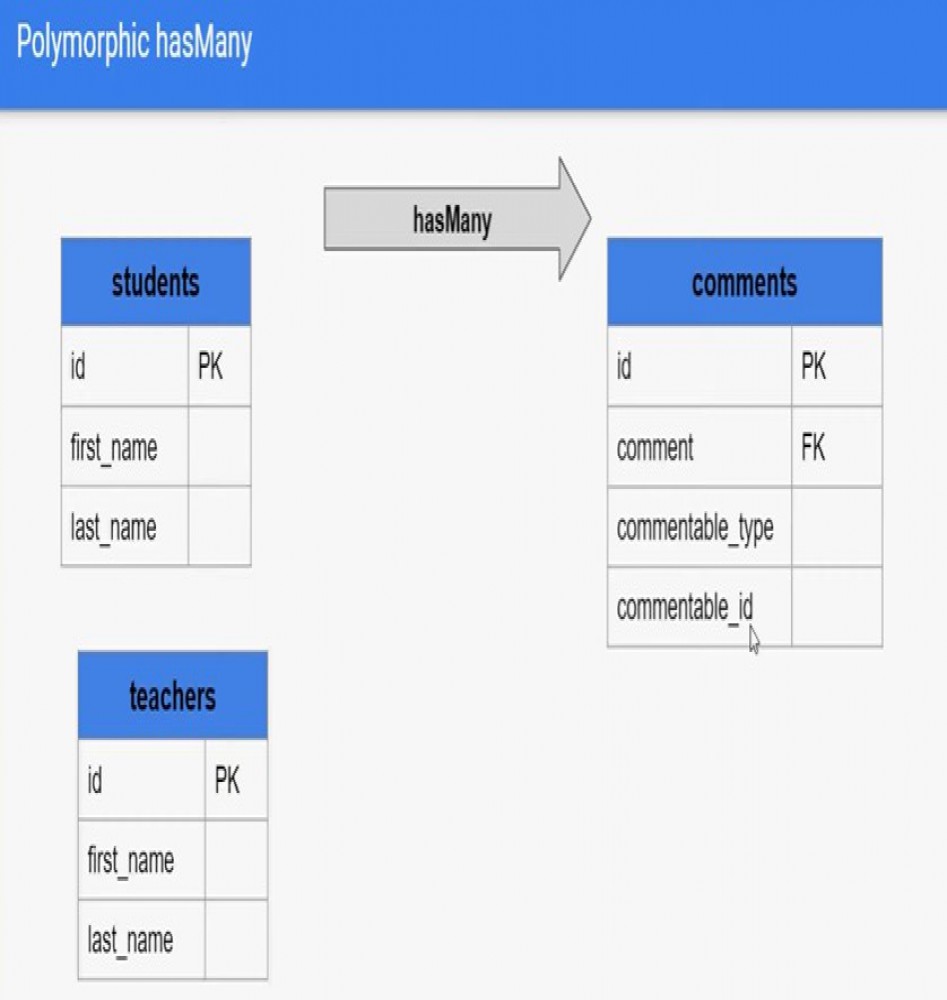 Polymorphic hasMany
hasMany
students
id PK
first_name
last_name
comments
id PK
comment FK
commentable_type
commentable_id
teachers
id PK
first_name
last_name